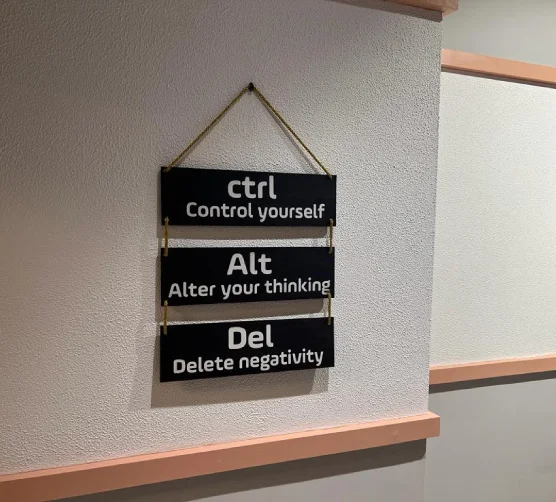 ctrl
Control yourself
Alt
Alter your thinking
Del
Delete negativity